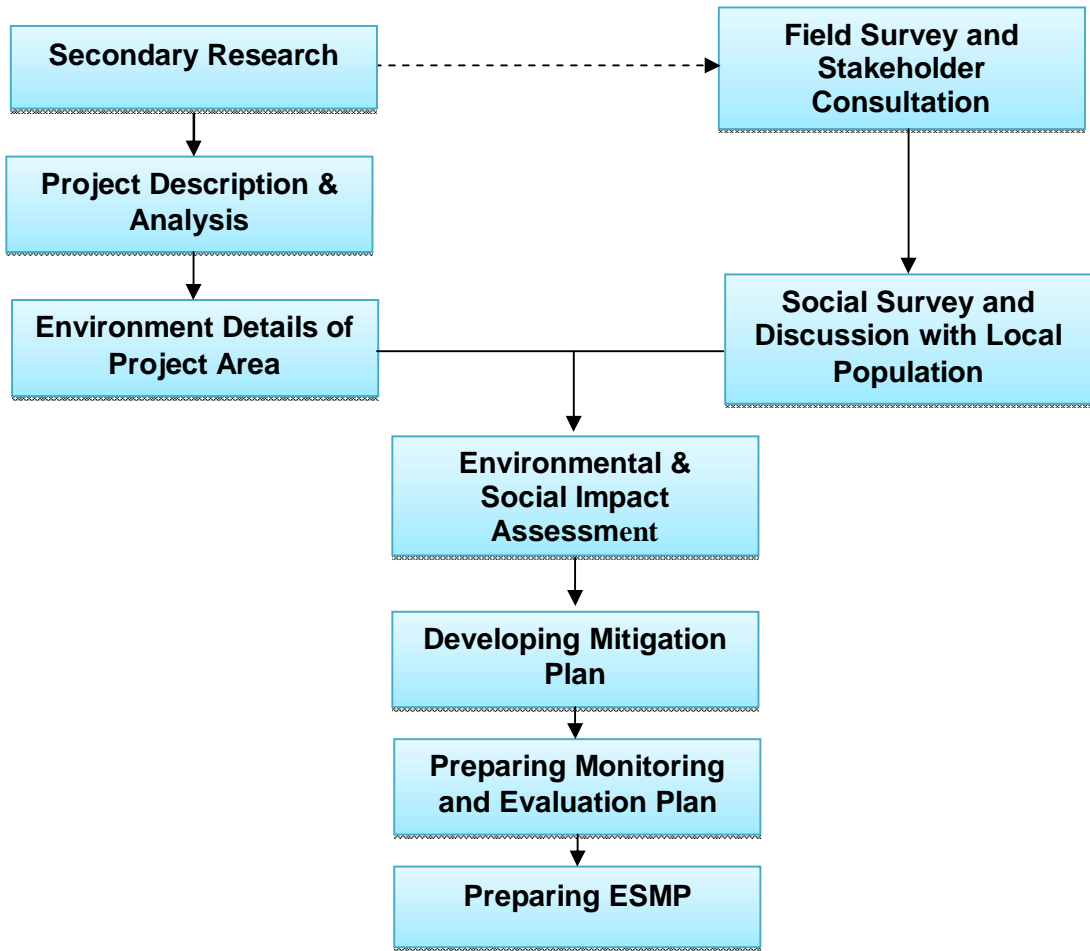 Secondary Research
Field Survey and
Stakeholder
Consultation
Project Description &
Analysis
Environment Details of
Project Area
Social Survey and
Discussion with Local
Population
Environmental &
Social Impact
Assessment
Developing Mitigation
Plan
Preparing Monitoring
and Evaluation Plan
Preparing ESMP